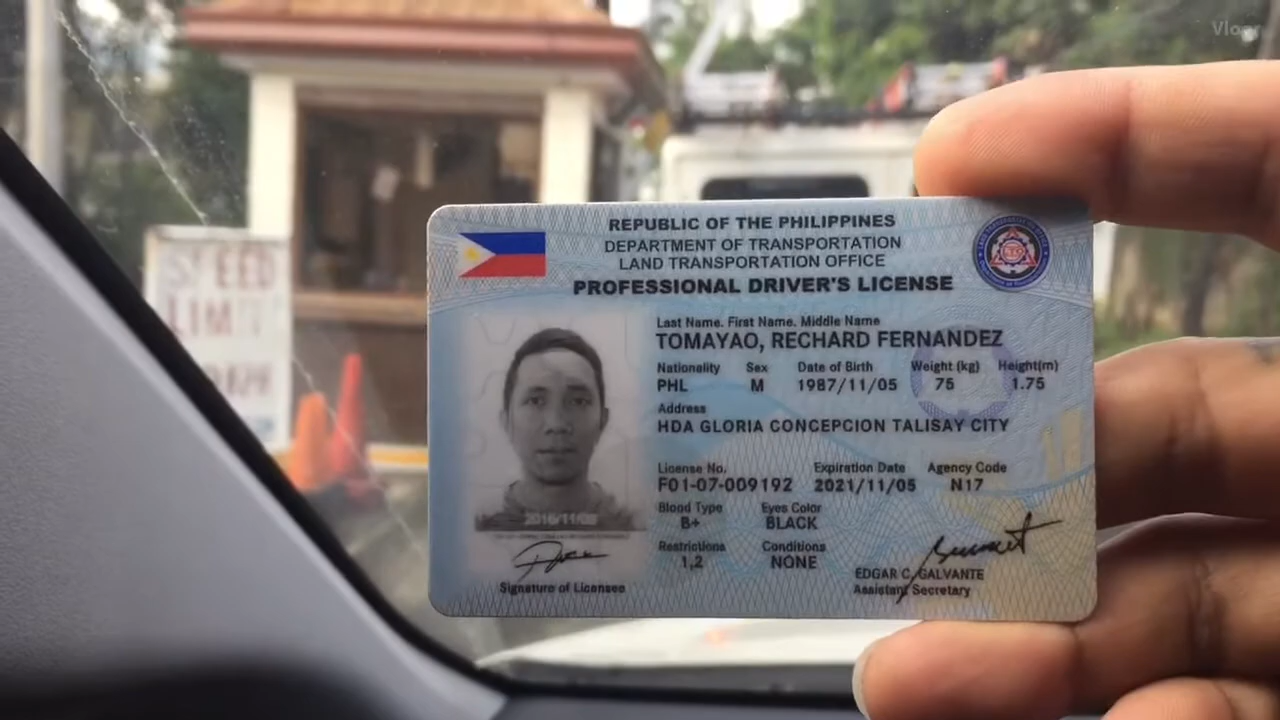 Vlogr
SPEED
LIMIT
REPUBLIC OF THE PHILIPPINES
DEPARTMENT OF TRANSPORTATION
LAND TRANSPORTATION OFFICE
PROFESSIONAL DRIVER'S LICENSE
Last Name. First Name. Middle Name
TOMAYAO, RECHARD FERNANDEZ
Nationality Sex Date of Birth Weight (kg) Height(m)
PHL M 1987/11/05 75 1.75
Address
HDA GLORIA CONCEPCION TALISAY CITY
License No. Expiration Date Agency Code
F01-07-009192 2021/11/05 N17
Blood Type Eyes Color
B+ BLACK
Restrictions Conditions
1,2 NONE
Signature of Licensee
EDGAR C. GALVANTE
Assistant Secretary